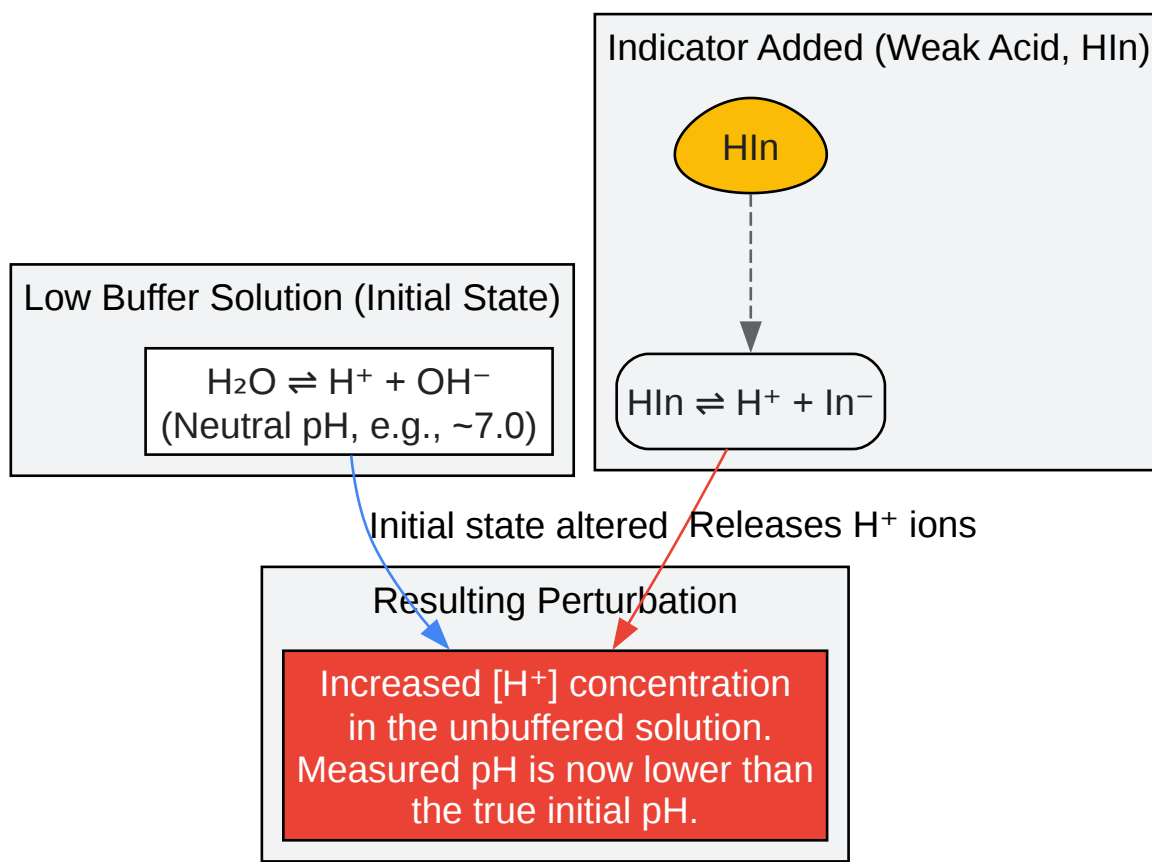 Indicator Added (Weak Acid, HIn)
HIn
Low Buffer Solution (Initial State)
H₂O ⇌ H⁺ + OH⁻
(Neutral pH, e.g., ~7.0)
HIn ⇌ H⁺ + In⁻
Initial state altered
Releases H⁺ ions
Resulting Perturbation
Increased [H⁺] concentration
in the unbuffered solution.
Measured pH is now lower than
the true initial pH.